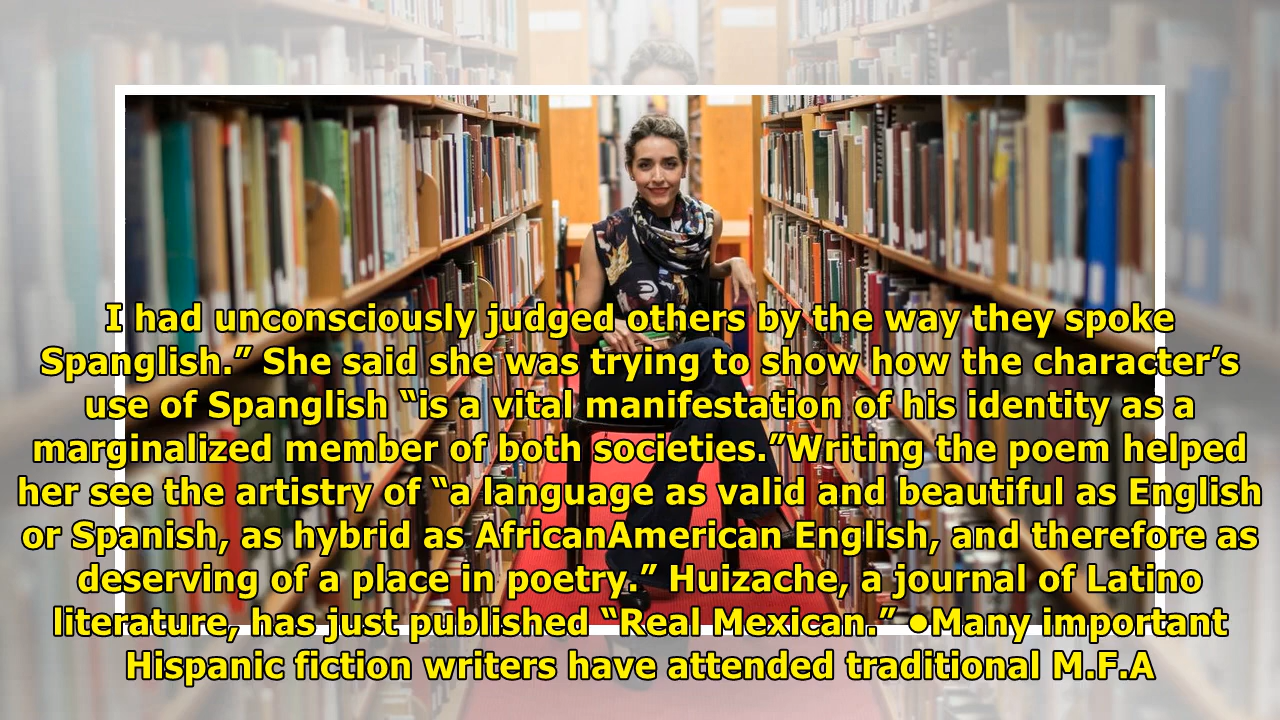 I had unconsciously judged others by the way they spoke
Spanglish.” She said she was trying to show how the character’s
use of Spanglish “is a vital manifestation of his identity as a
marginalized member of both societies.”Writing the poem helped
her see the artistry of “a language as valid and beautiful as English
or Spanish, as hybrid as AfricanAmerican English, and therefore as
deserving of a place in poetry.” Huizache, a journal of Latino
literature, has just published “Real Mexican.” ●Many important
Hispanic fiction writers have attended traditional M.F.A